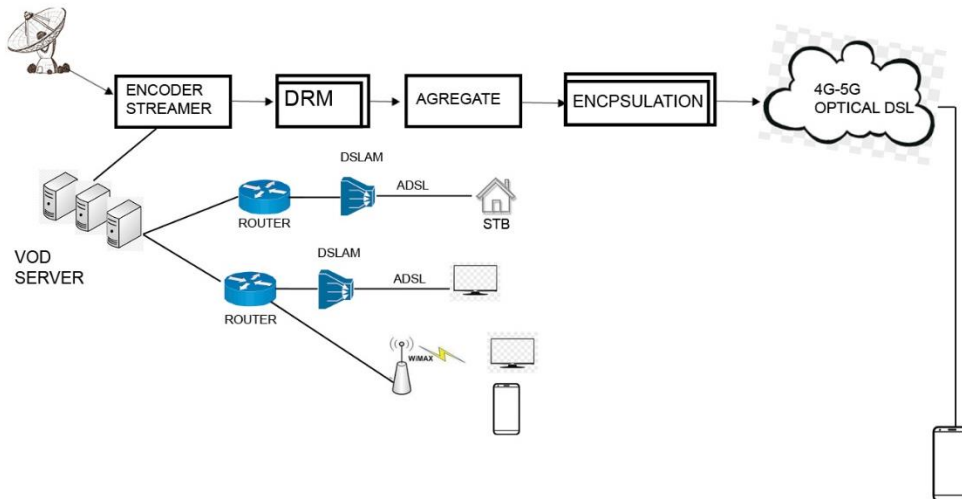 ENCODER
STREAMER
DRM
AGREGATE
ENCPSULATION
4G-5G
OPTICAL DSL
DSLAM
ADSL
ROUTER
STB
VOD
SERVER
DSLAM
ADSL
ROUTER
WiMAX